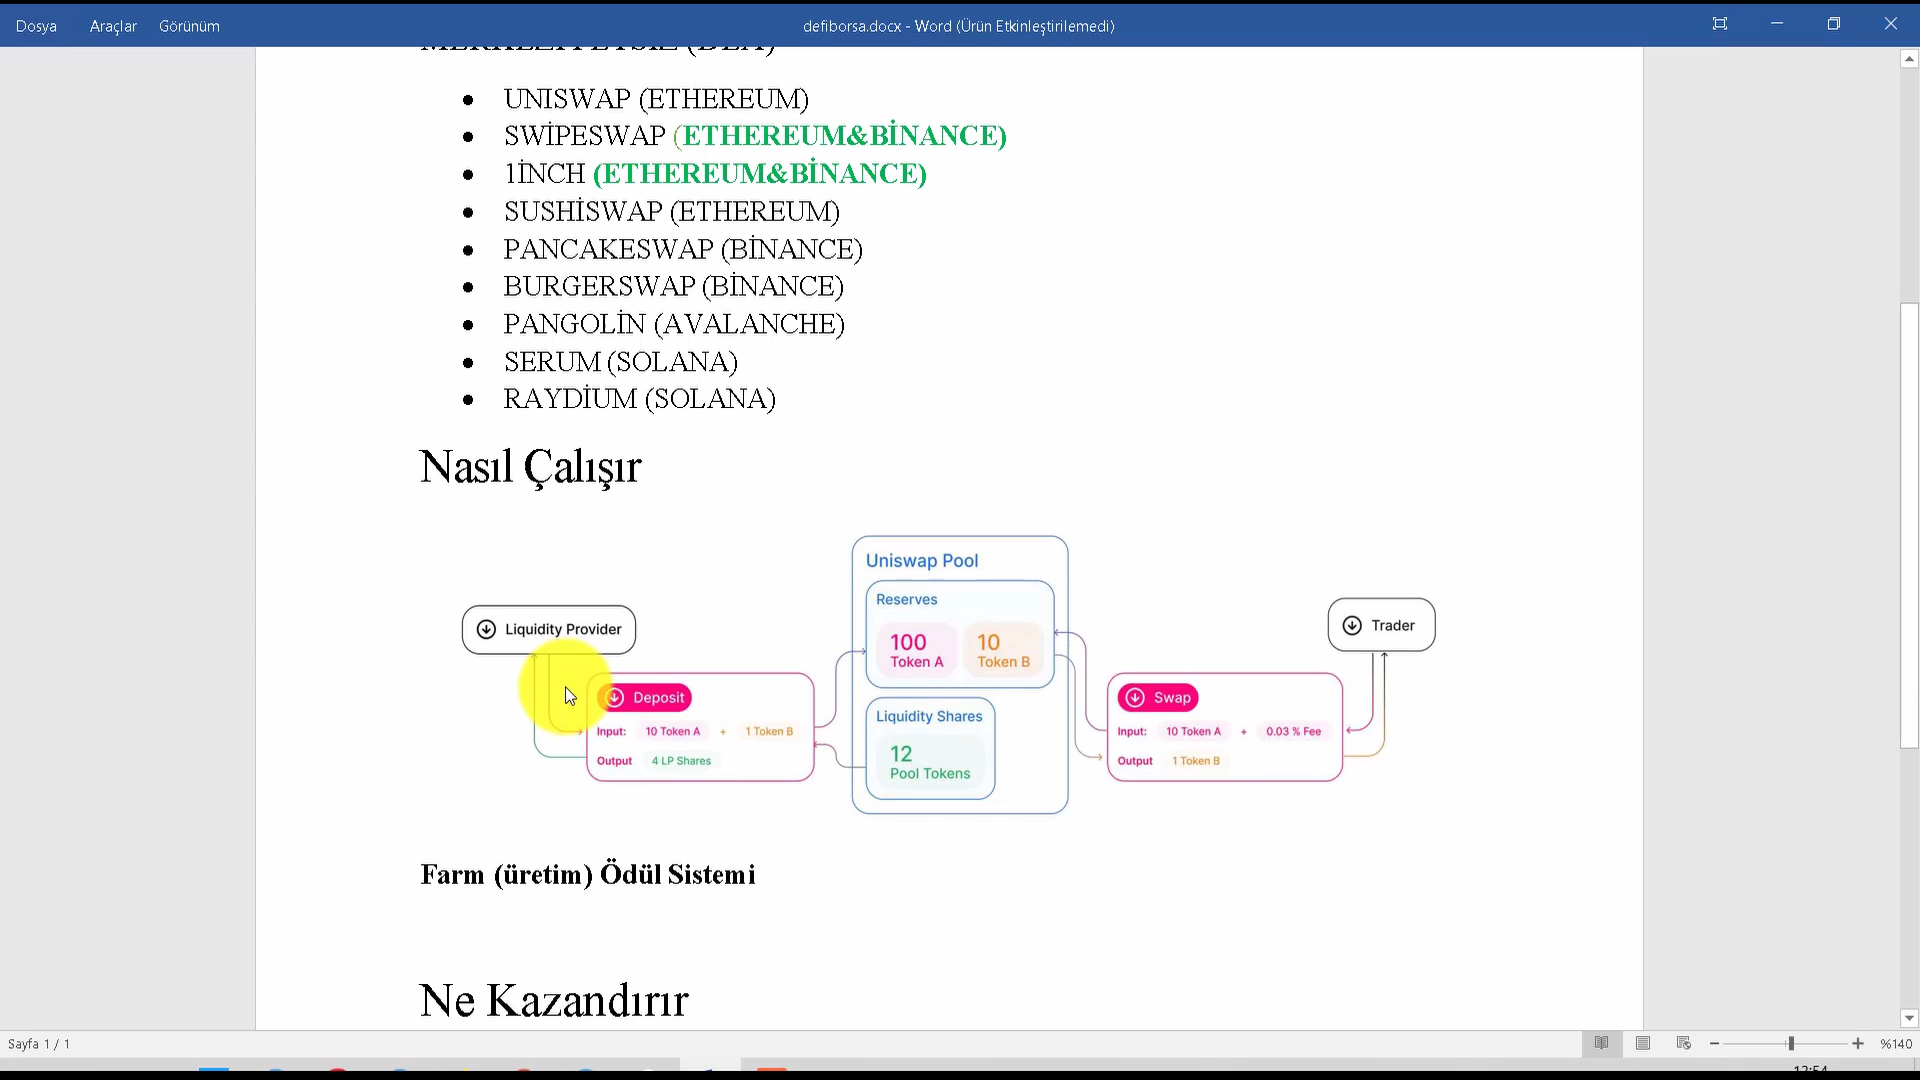 Dosya Araçlar Görünüm defiborsa.docx - Word (Ürün Etkinleştirilemedi)
UNISWAP (ETHEREUM)
SWİPESWAP (ETHEREUM&BİNANCE)
1İNCH (ETHEREUM&BİNANCE)
SUSHİSWAP (ETHEREUM)
PANCAKESWAP (BİNANCE)
BURGERSWAP (BİNANCE)
PANGOLİN (AVALANCHE)
SERUM (SOLANA)
RAYDİUM (SOLANA)
Nasıl Çalışır
Liquidity Provider
Deposit
Input: 10 Token A + 1 Token B
Output 4 LP Shares
Uniswap Pool
Reserves
100 10
Token A Token B
Liquidity Shares
12
Pool Tokens
Trader
Swap
Input: 10 Token A + 0.03 % Fee
Output 1 Token B
Farm (üretim) Ödül Sistemi
Ne Kazandırır
Sayfa 1 / 1 %140